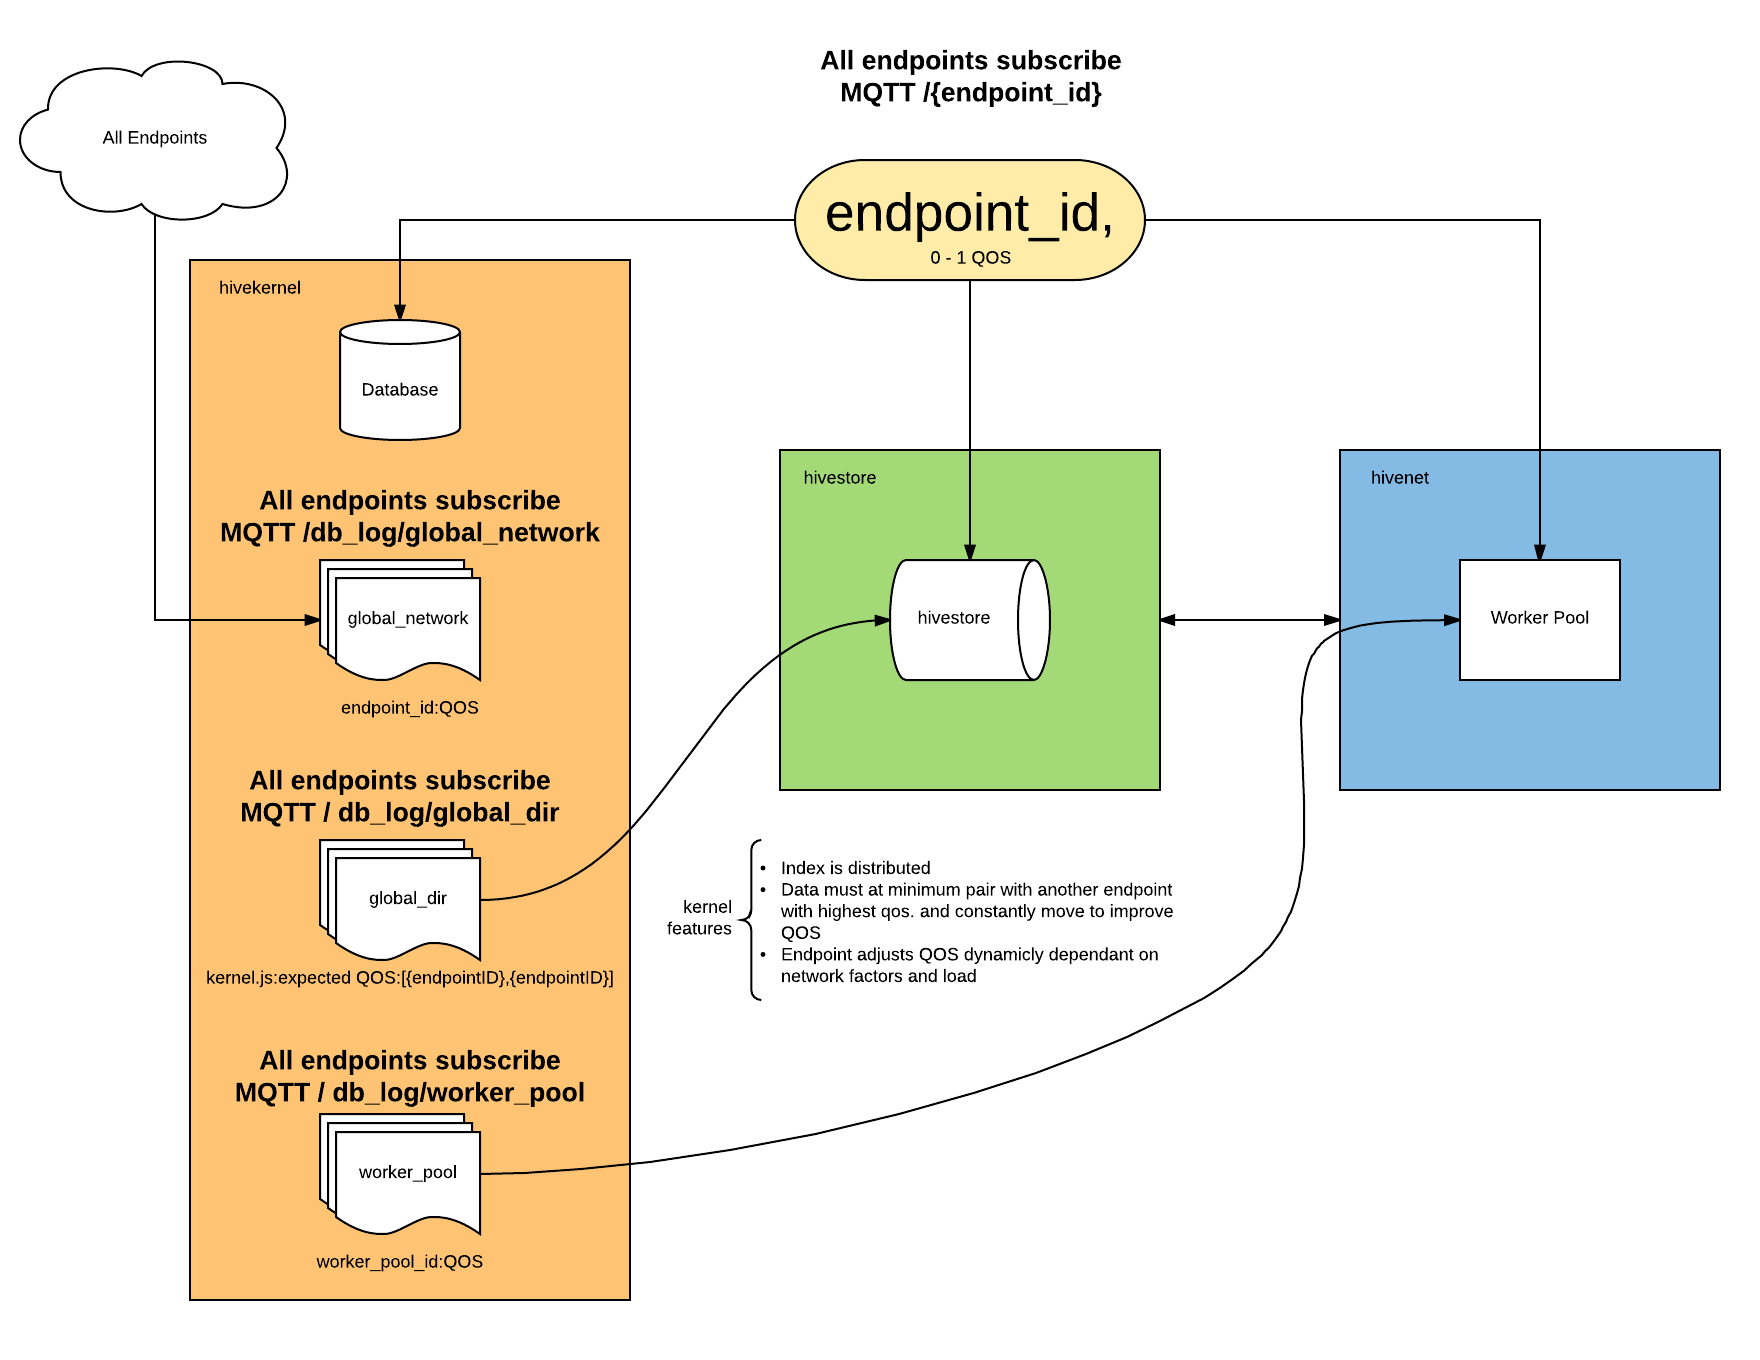 All endpoints subscribe
MQTT /{endpoint_id}
All Endpoints
endpoint_id,
0 - 1 QOS
hivekernel
Database
All endpoints subscribe
MQTT /db_log/global_network
global_network
endpoint_id:QOS
All endpoints subscribe
MQTT / db_log/global_dir
global_dir
kernel.js:expected QOS:[{endpointID},{endpointID}]
All endpoints subscribe
MQTT / db_log/worker_pool
worker_pool
worker_pool_id:QOS
hivestore
hivestore
hivenet
Worker Pool
kernel
features
• Index is distributed
• Data must at minimum pair with another endpoint
with highest qos. and constantly move to improve
QOS
• Endpoint adjusts QOS dynamicly dependant on
network factors and load